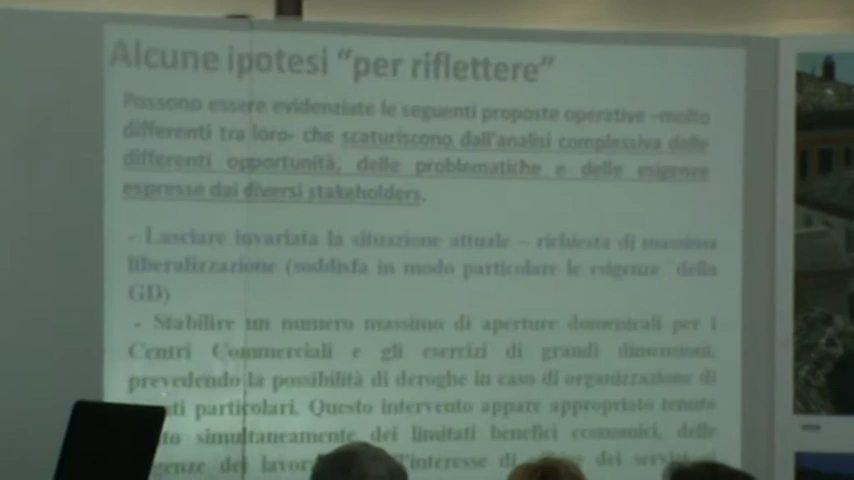 Alcune ipotesi “per riflettere”
Possono essere evidenziate le seguenti proposte operative –molto
differenti tra loro- che scaturiscono dall'analisi complessiva delle
differenti opportunità, delle problematiche e delle esigenze
espresse dai diversi stakeholders.
- Lasciare invariata la situazione attuale – richiesta di massima
liberalizzazione (soddisfa in modo particolare le esigenze della
GD)
- Stabilire un numero massimo di aperture domenicali per i
Centri Commerciali e gli esercizi di grandi dimensioni,
prevedendo la possibilità di deroghe in caso di organizzazione di
particolari. Questo intervento appare appropriato tenuto
simultaneamente dei limitati benefici economici, delle
dei l'interesse di dei